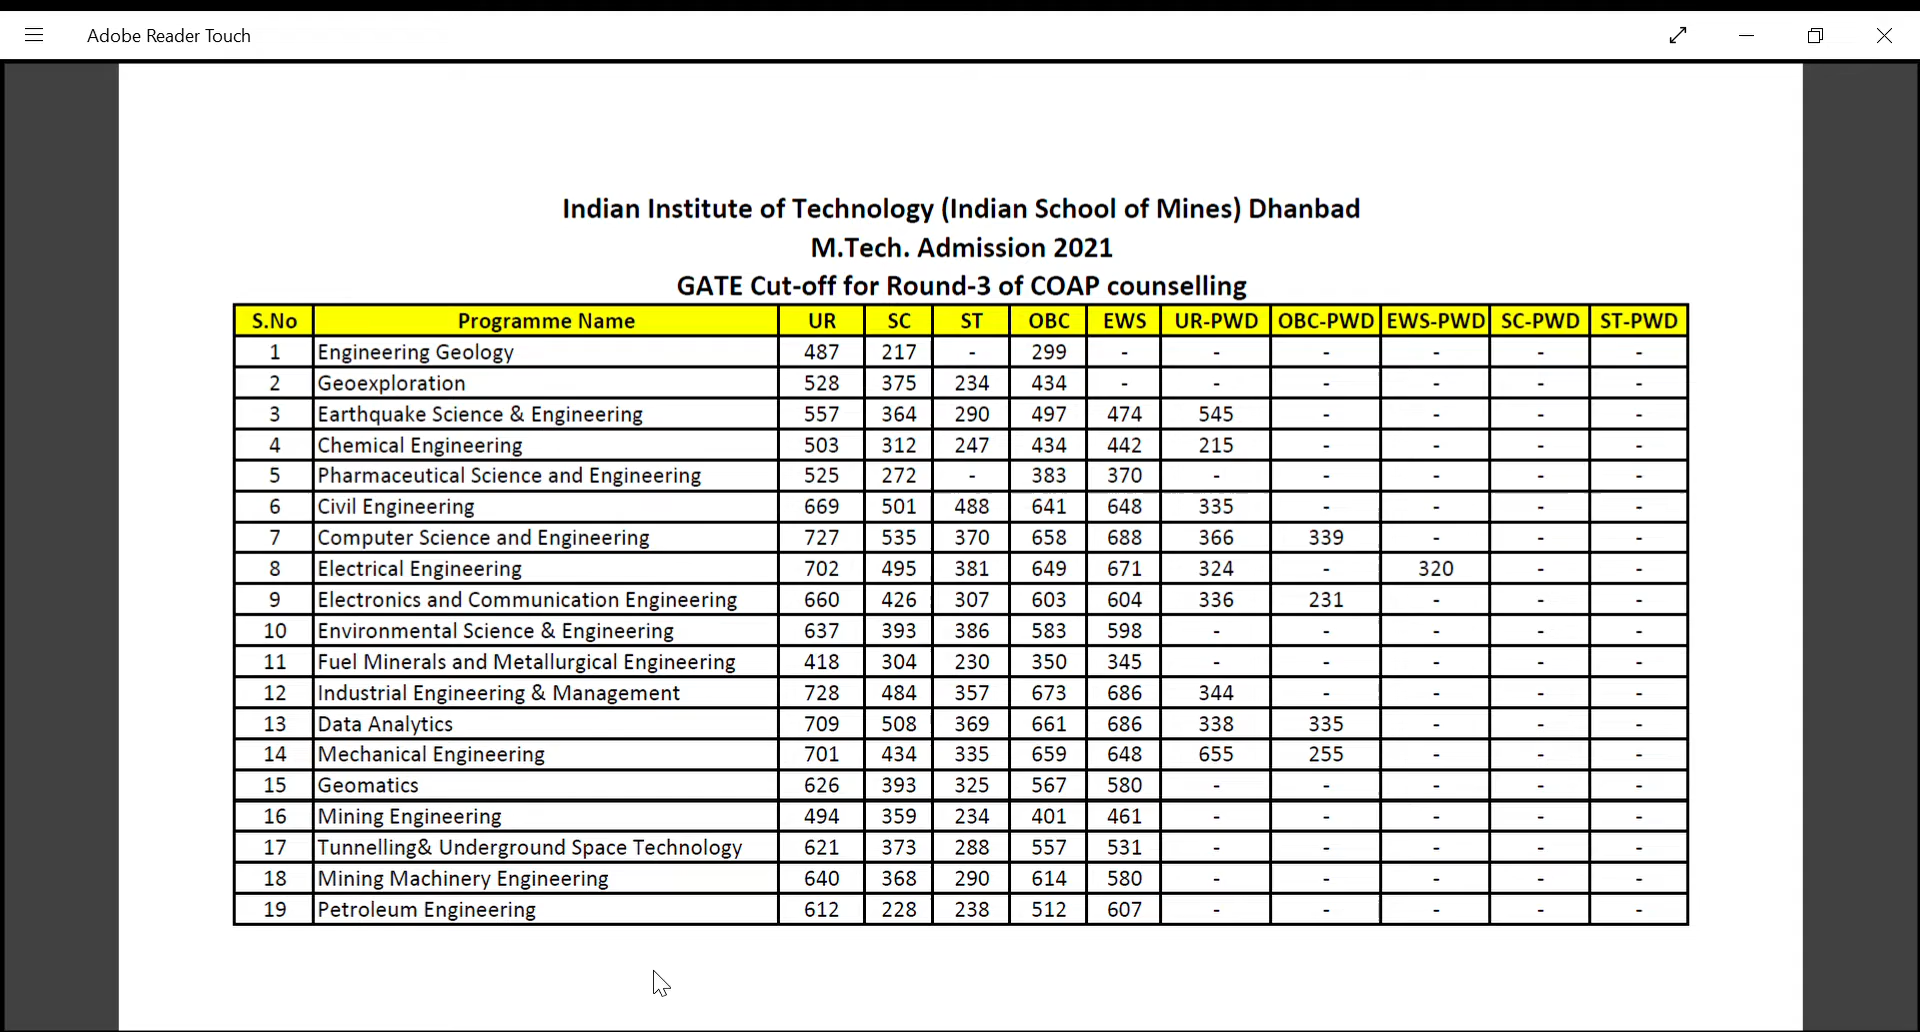 Adobe Reader Touch
Indian Institute of Technology (Indian School of Mines) Dhanbad
M.Tech. Admission 2021
GATE Cut-off for Round-3 of COAP counselling
S.No Programme Name UR SC ST OBC EWS UR-PWD OBC-PWD EWS-PWD SC-PWD ST-PWD
1 Engineering Geology 487 217 - 299 - - - - - -
2 Geoexploration 528 375 234 434 - - - - - -
3 Earthquake Science & Engineering 557 364 290 497 474 545 - - - -
4 Chemical Engineering 503 312 247 434 442 215 - - - -
5 Pharmaceutical Science and Engineering 525 272 - 383 370 - - - - -
6 Civil Engineering 669 501 488 641 648 335 - - - -
7 Computer Science and Engineering 727 535 370 658 688 366 339 - - -
8 Electrical Engineering 702 495 381 649 671 324 - 320 - -
9 Electronics and Communication Engineering 660 426 307 603 604 336 231 - - -
10 Environmental Science & Engineering 637 393 386 583 598 - - - - -
11 Fuel Minerals and Metallurgical Engineering 418 304 230 350 345 - - - - -
12 Industrial Engineering & Management 728 484 357 673 686 344 - - - -
13 Data Analytics 709 508 369 661 686 338 335 - - -
14 Mechanical Engineering 701 434 335 659 648 655 255 - - -
15 Geomatics 626 393 325 567 580 - - - - -
16 Mining Engineering 494 359 234 401 461 - - - - -
17 Tunnelling& Underground Space Technology 621 373 288 557 531 - - - - -
18 Mining Machinery Engineering 640 368 290 614 580 - - - - -
19 Petroleum Engineering 612 228 238 512 607 - - - - -